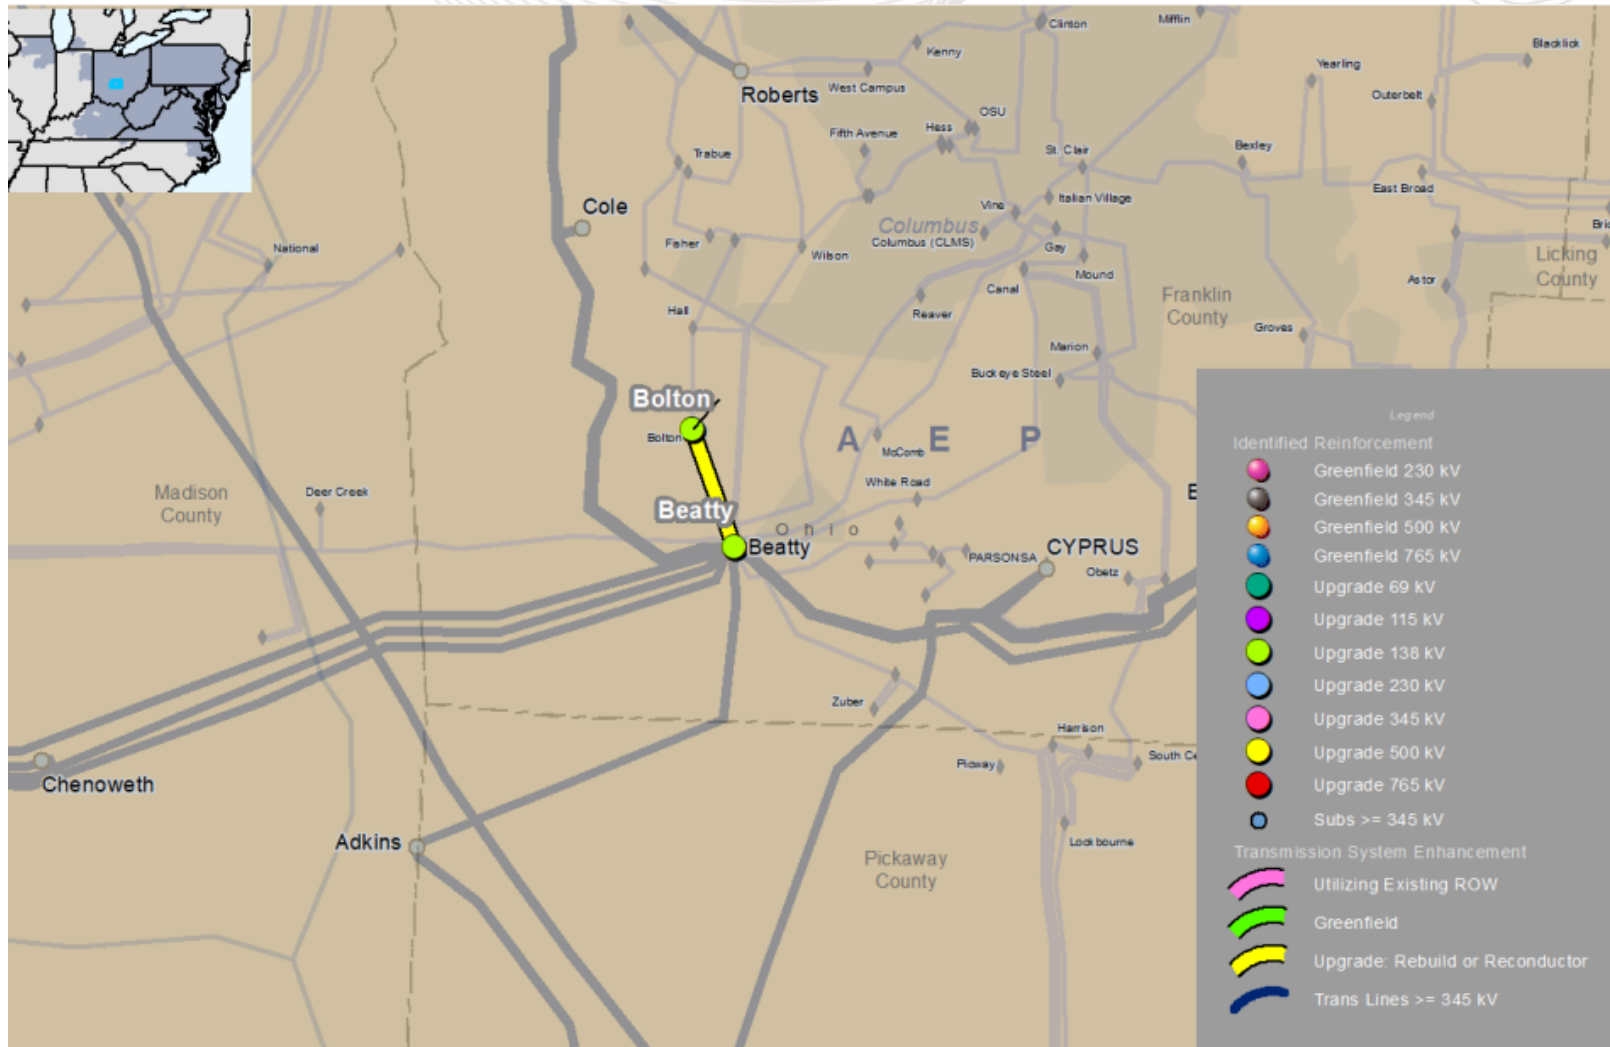 Clinton
Mifflin
Blacklick
Kenny
Yearling
Roberts
West Campus
Outerbelt
OSU
Fifth Avenue
Hess
Trabue
St. Clair
Bexley
East Broad
Italian Village
Cole
Vine
Columbus
Columbus (CLMS)
Gay
Fisher
National
Wilson
Mound
Licking
County
Astor
Canal
Franklin
County
Reaver
Hall
Groves
Marion
Buckeye Steel
Bolton
Bolton
A E P
McComb
White Road
Madison
County
Deer Creek
Beatty
Ohio
Beatty
PARSONSA
CYPRUS
Obetz
Zuber
Harrison
Picway
South Ce
Chenoweth
Adkins
Lockbourne
Pickaway
County
Legend
Identified Reinforcement
Greenfield 230 kV
Greenfield 345 kV
Greenfield 500 kV
Greenfield 765 kV
Upgrade 69 kV
Upgrade 115 kV
Upgrade 138 kV
Upgrade 230 kV
Upgrade 345 kV
Upgrade 500 kV
Upgrade 765 kV
Subs >= 345 kV
Transmission System Enhancement
Utilizing Existing ROW
Greenfield
Upgrade: Rebuild or Reconductor
Trans Lines >= 345 kV